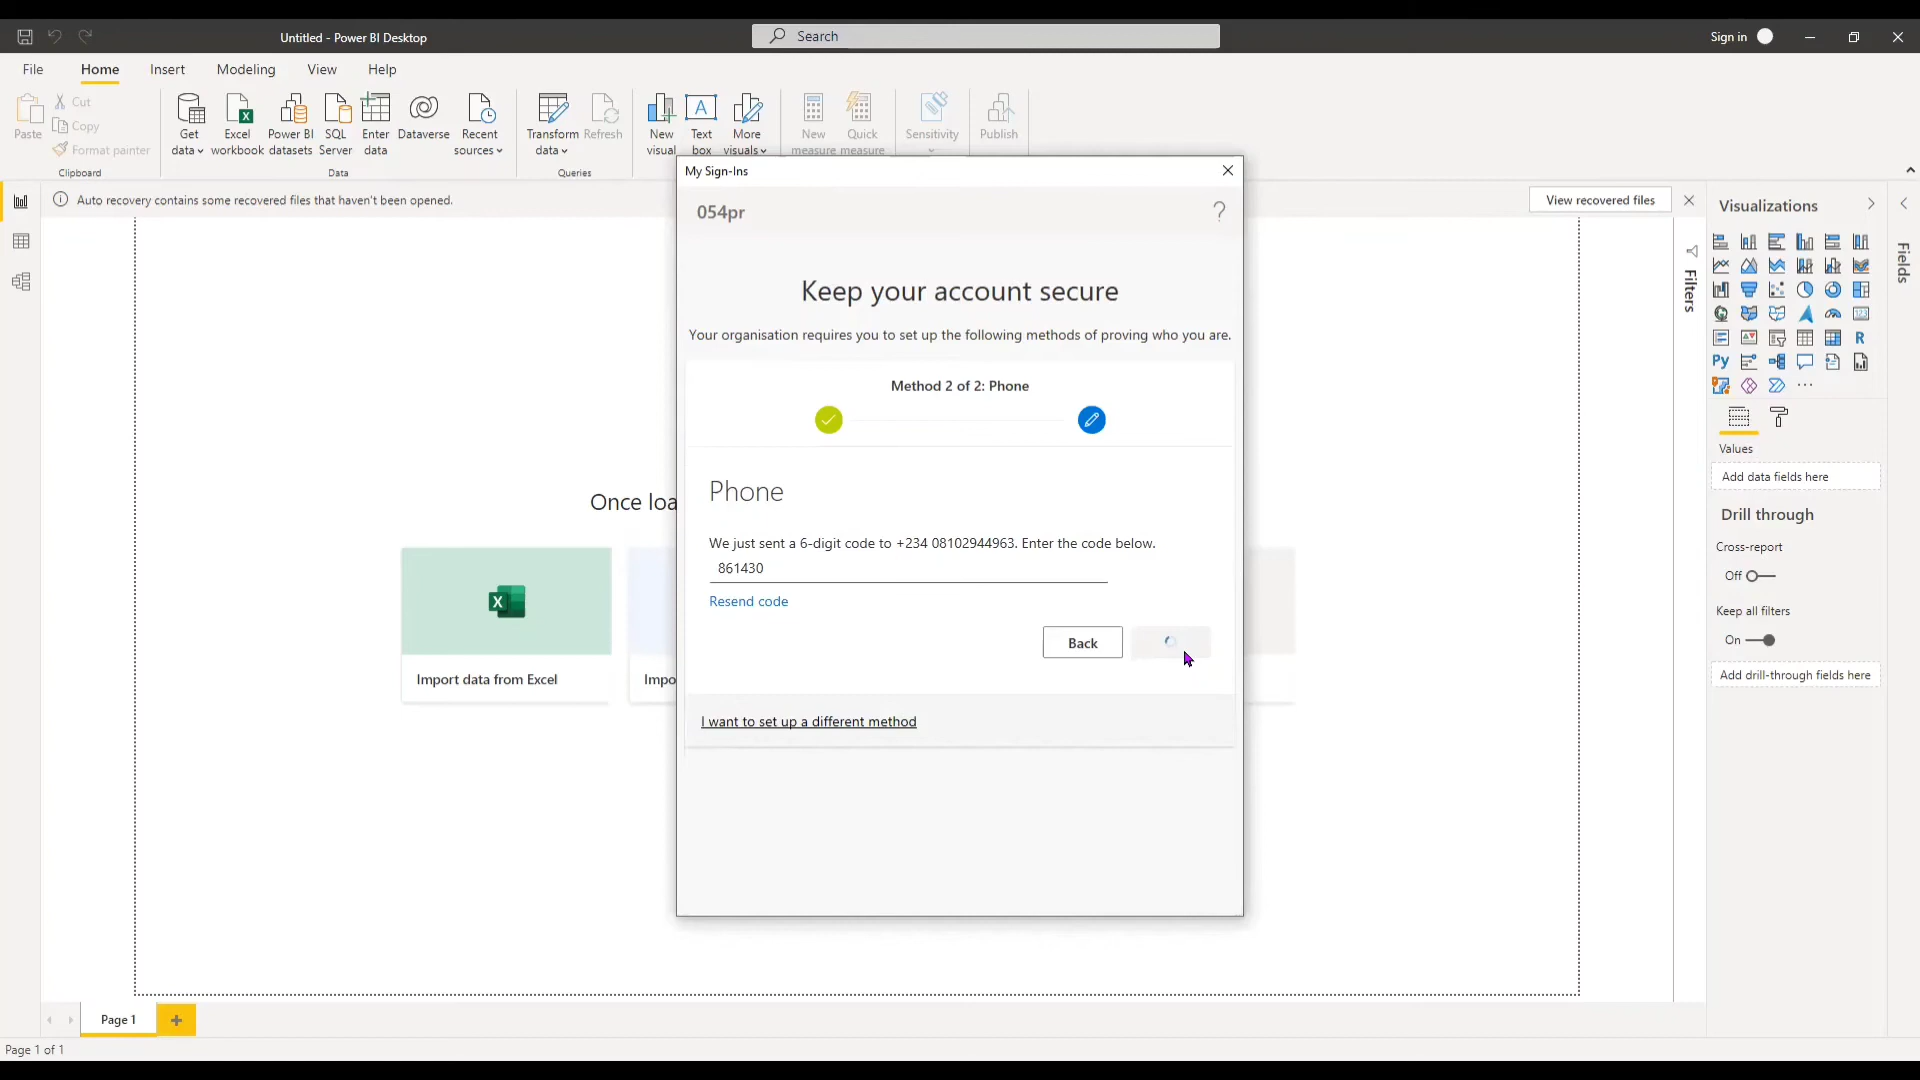 Untitled - Power BI Desktop
Search
Sign in
File
Home
Insert
Modeling
View
Help
Paste
Cut
Copy
Format painter
Clipboard
Get data
Excel workbook
Power BI datasets
SQL Server
Enter data
Dataverse
Recent sources
Data
Transform data
Refresh
Queries
New visual
Text box
More visuals
New measure
Quick measure
Sensitivity
Publish
Auto recovery contains some recovered files that haven't been opened.
View recovered files
My Sign-Ins
054pr
?
Keep your account secure
Your organisation requires you to set up the following methods of proving who you are.
Method 2 of 2: Phone
Phone
We just sent a 6-digit code to +234 08102944963. Enter the code below.
861430
Resend code
Back
I want to set up a different method
Once loa
Import data from Excel
Impo
Filters
Visualizations
R
Py
Values
Add data fields here
Drill through
Cross-report
Off
Keep all filters
On
Add drill-through fields here
Fields
Page 1
Page 1 of 1